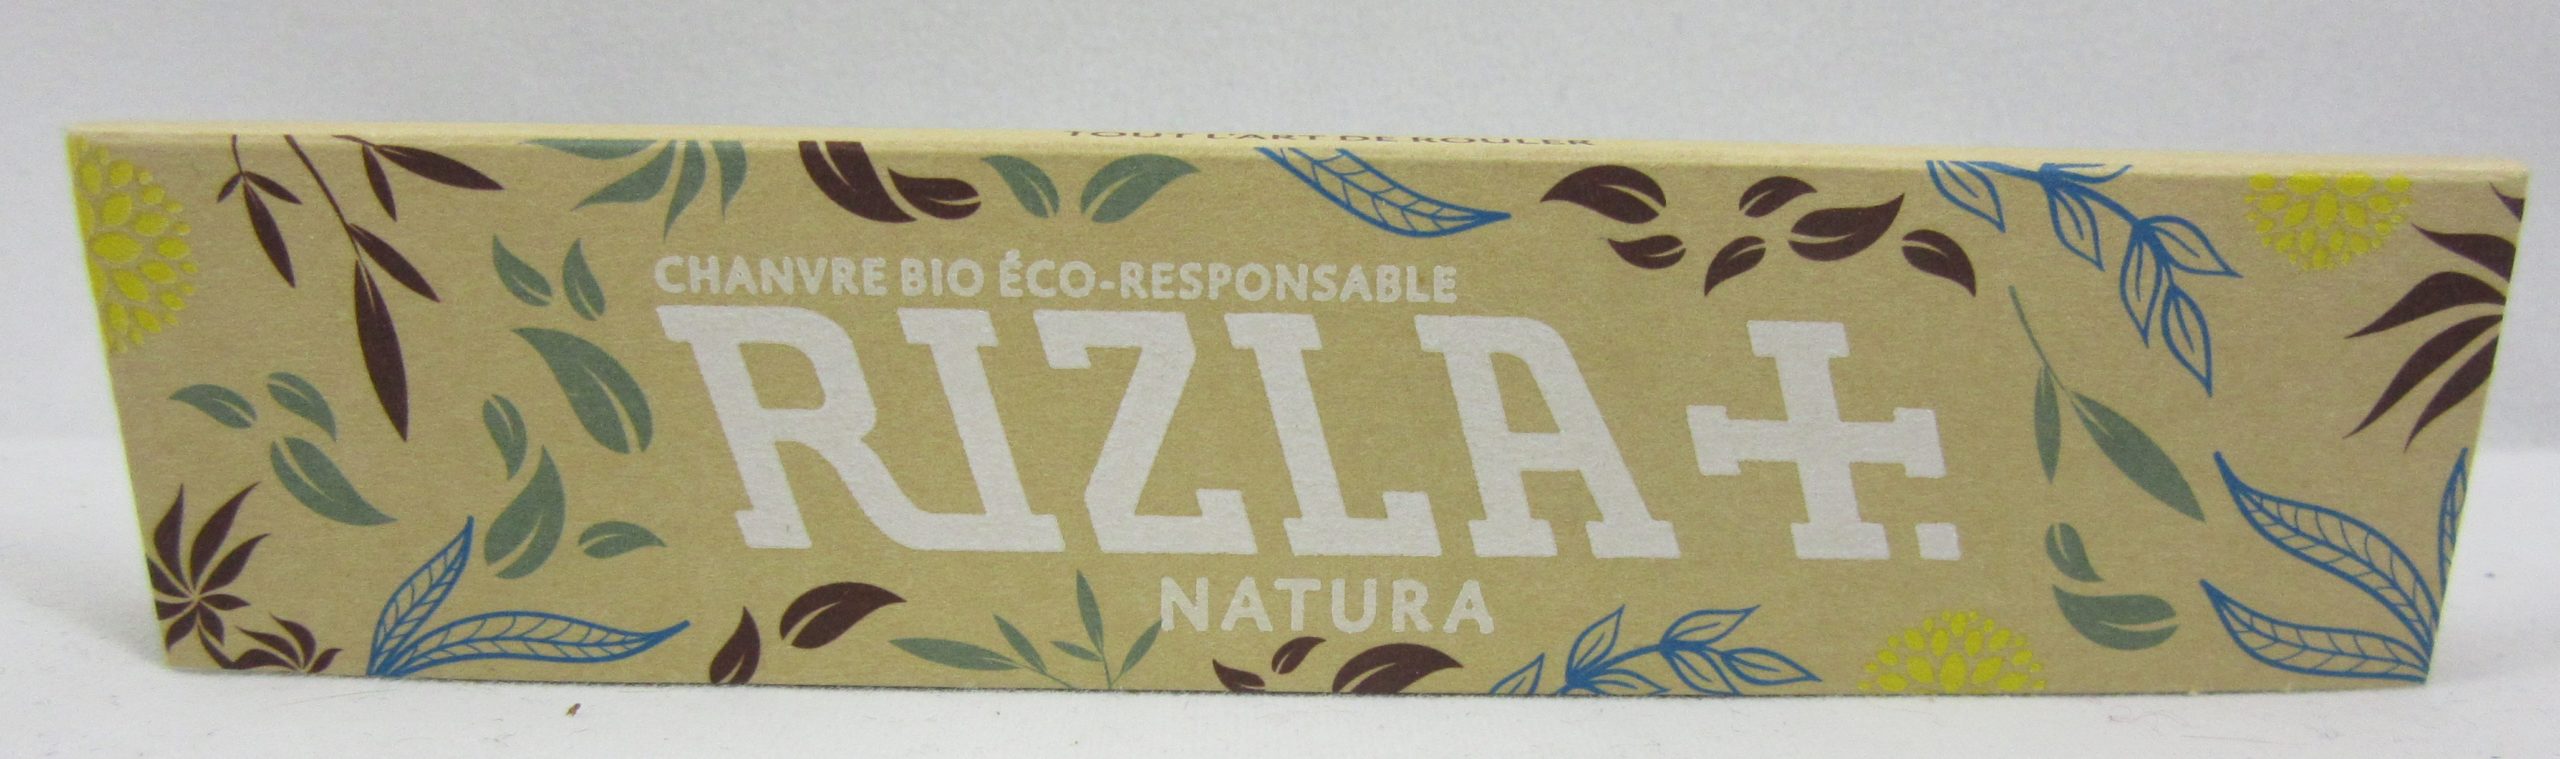 TOUT L'ART DE ROULER
CHANVRE BIO ÉCO-RESPONSABLE
RIZLA+.
NATURA